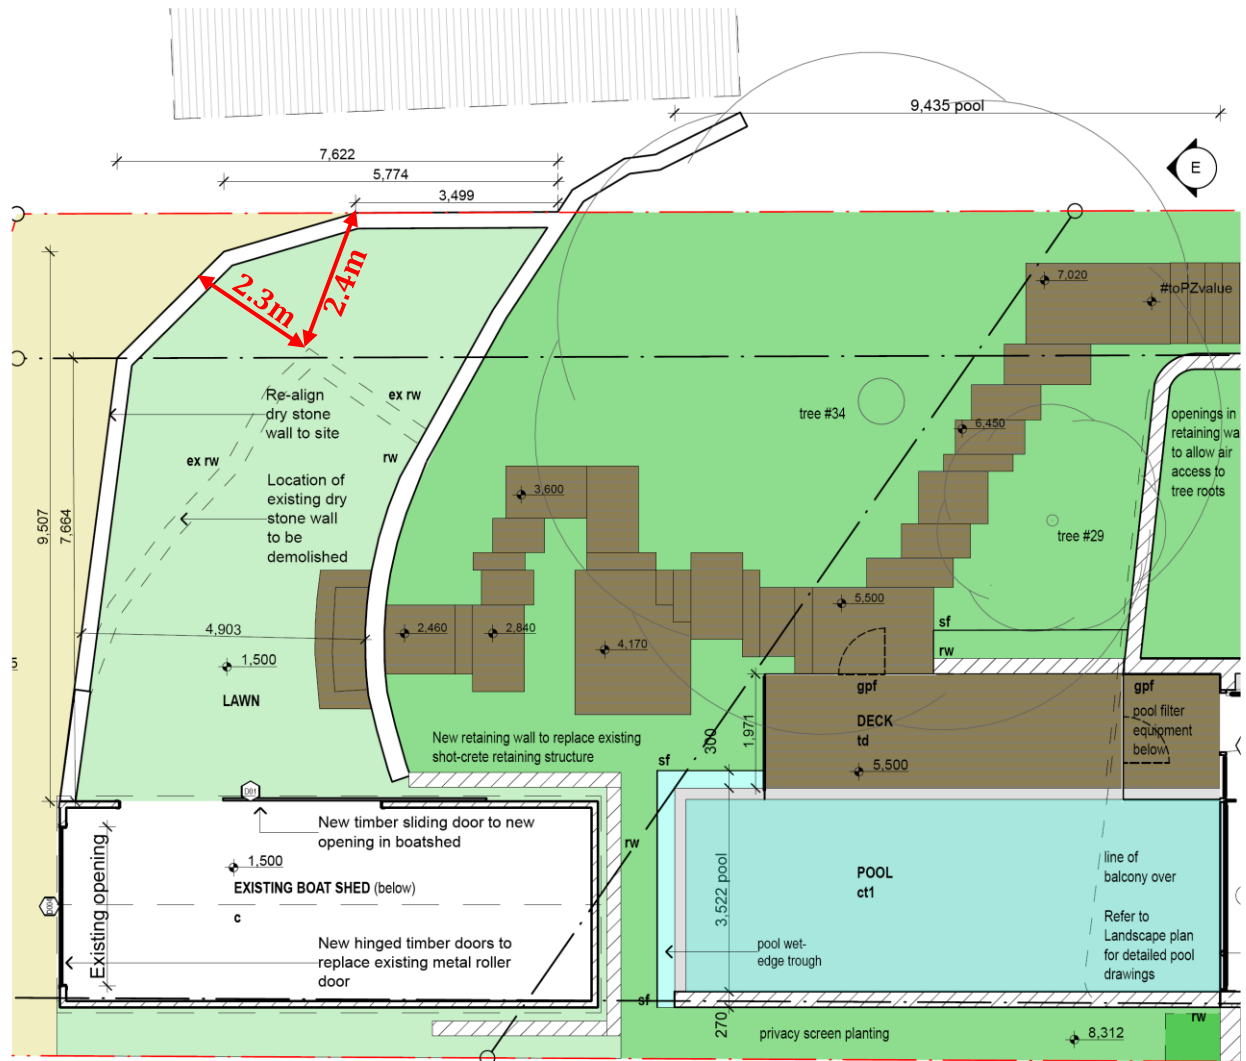 9,435 pool
7,622
5,774
3,499
E
2.3m
2.4m
7,020
#toPZvalue
Re-align
dry stone
wall to site
ex rw
ex rw
rw
Location of
existing dry
stone wall
to be
demolished
tree #34
6,450
openings in
retaining wa
to allow air
access to
tree roots
tree #29
3,600
9,507
7,664
4,903
1,500
LAWN
2,460
2,840
4,170
5,500
sf
rw
gpf
gpf
DECK
td
5,500
pool filter
equipment
below
1,971
300
sf
New retaining wall to replace existing
shot-crete retaining structure
D01
New timber sliding door to new
opening in boatshed
1,500
EXISTING BOAT SHED (below)
c
Existing opening
New hinged timber doors to
replace existing metal roller
door
rw
3,522 pool
POOL
ct1
pool wet-
edge trough
line of
balcony over
Refer to
Landscape plan
for detailed pool
drawings
sf
270
privacy screen planting
8,312
rw